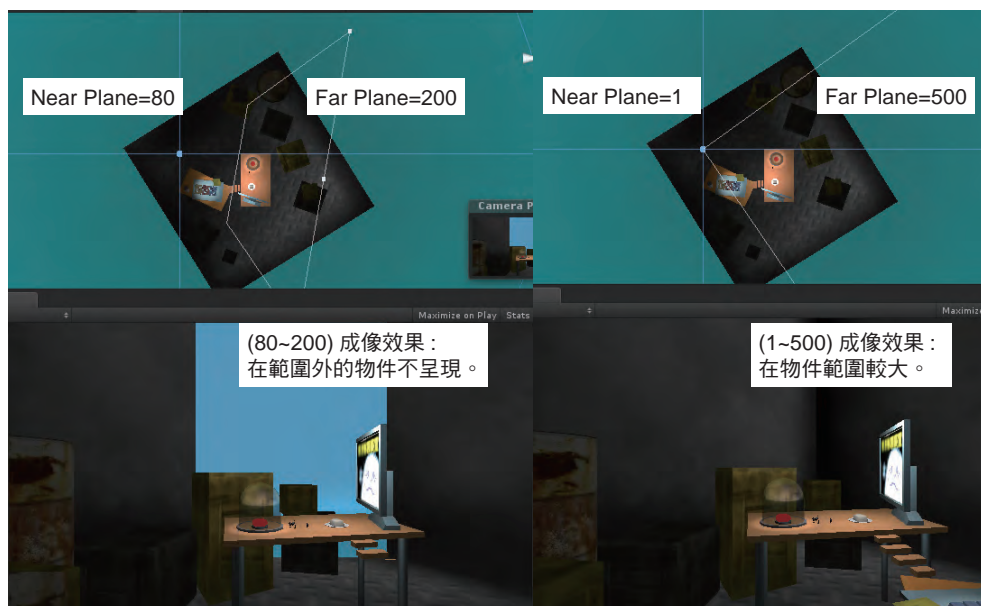 Near Plane=80
Far Plane=200
Near Plane=1
Far Plane=500
Camera P
Maximize on Play Stats
Maximiz
(80~200) 成像效果 :
在範圍外的物件不呈現。
(1~500) 成像效果 :
在物件範圍較大。